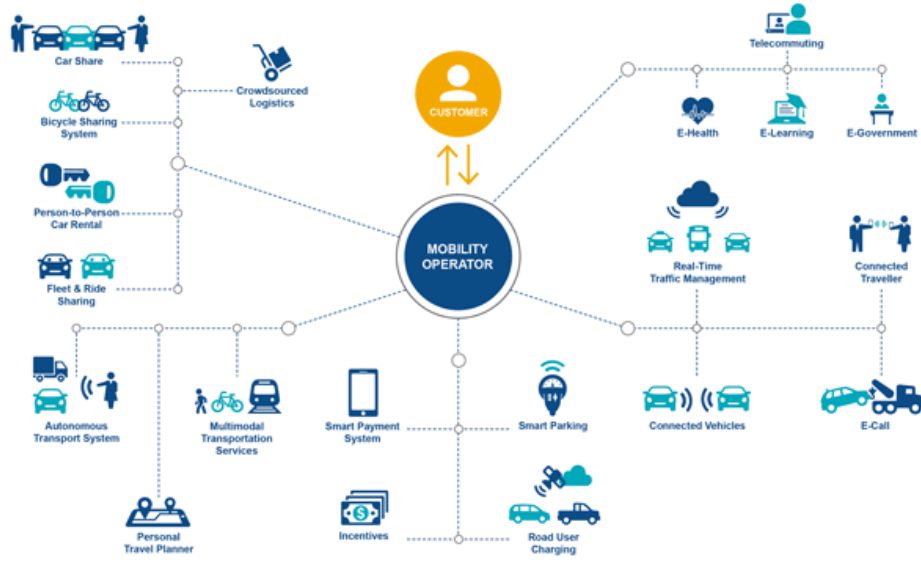 Car Share
Crowdsourced
Logistics
Bicycle Sharing
System
Person-to-Person
Car Rental
Fleet & Ride
Sharing
CUSTOMER
MOBILITY
OPERATOR
Telecommuting
E-Health
E-Learning
E-Government
Real-Time
Traffic Management
Connected
Traveller
Autonomous
Transport System
Multimodal
Transportation
Services
Personal
Travel Planner
Smart Payment
System
Smart Parking
Incentives
$
Road User
Charging
Connected Vehicles
E-Call